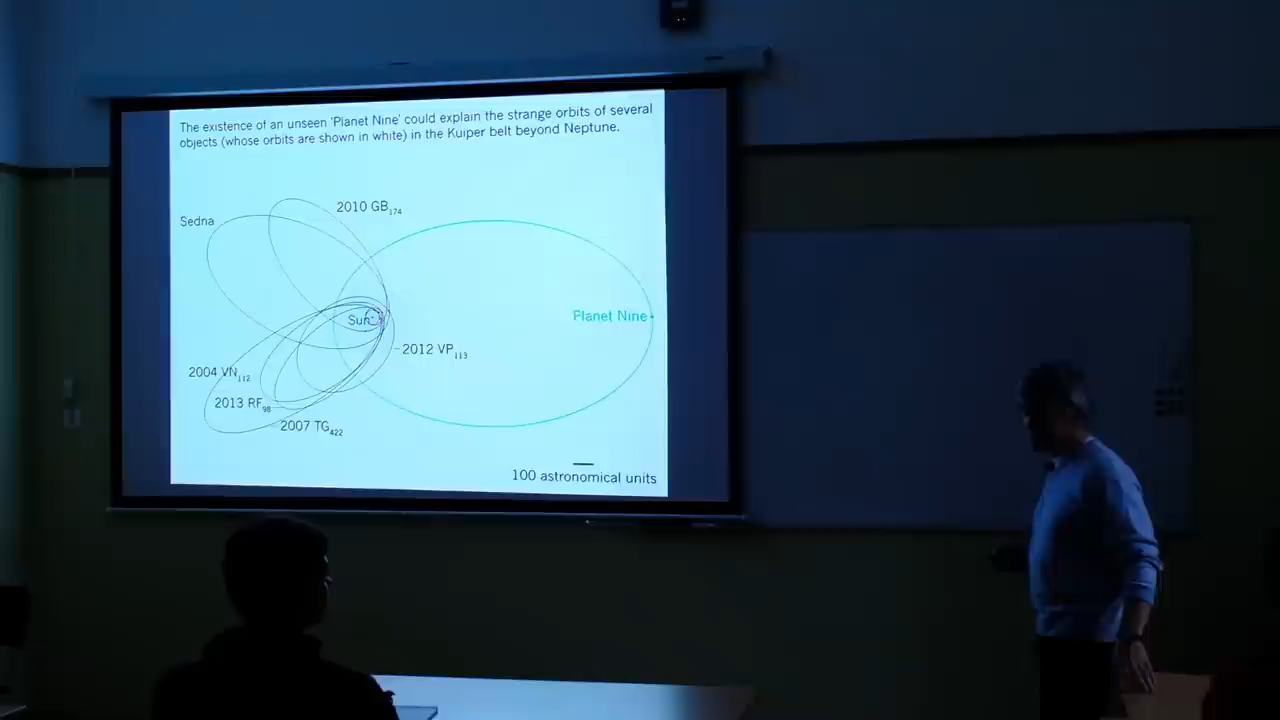 The existence of an unseen 'Planet Nine' could explain the strange orbits of several
objects (whose orbits are shown in white) in the Kuiper belt beyond Neptune.
2010 GB174
Sedna
Sun
Planet Nine
2012 VP113
2004 VN112
2013 RF98
2007 TG422
100 astronomical units